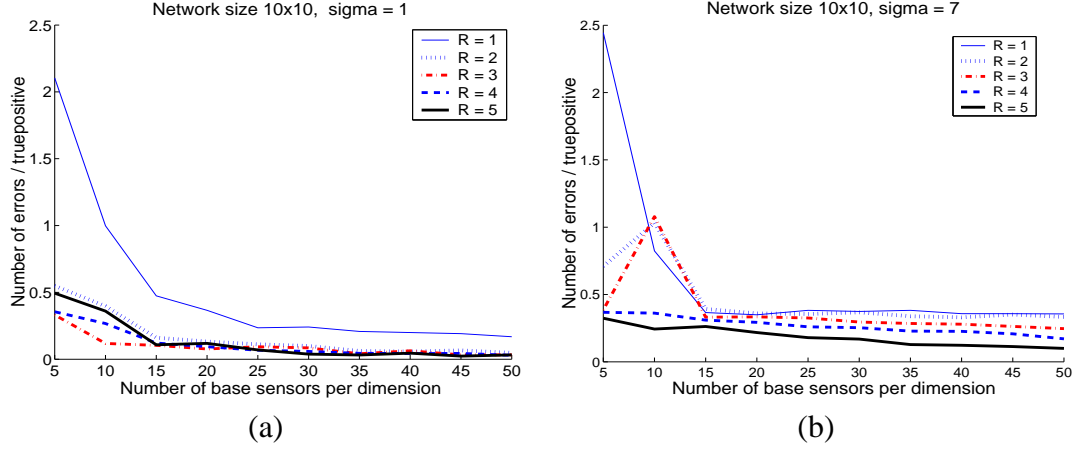 Network size 10x10, sigma = 1
Number of errors / truepositive
2.5
2
1.5
1
0.5
0
5 10 15 20 25 30 35 40 45 50
Number of base sensors per dimension
R = 1
R = 2
R = 3
R = 4
R = 5
(a)
Network size 10x10, sigma = 7
Number of errors / truepositive
2.5
2
1.5
1
0.5
0
5 10 15 20 25 30 35 40 45 50
Number of base sensors per dimension
R = 1
R = 2
R = 3
R = 4
R = 5
(b)